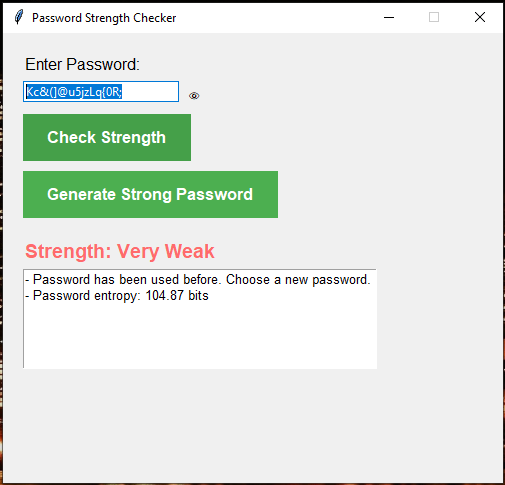 Password Strength Checker
Enter Password:
Kc&(]@u5jzLq{0R;
Check Strength
Generate Strong Password
Strength: Very Weak
- Password has been used before. Choose a new password.
- Password entropy: 104.87 bits